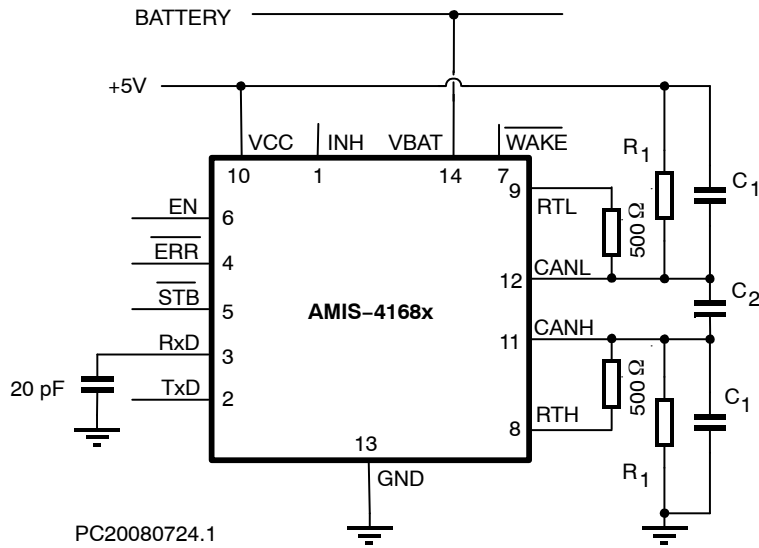 BATTERY
+5V
VCC INH VBAT WAKE
10 1 14 7
R1
C1
9
RTL
500 Ω
EN
6
ERR
4
12
CANL
C2
STB
5
AMIS–4168x
11
CANH
RxD
3
20 pF
TxD
2
500 Ω
C1
8
RTH
R1
13
GND
PC20080724.1